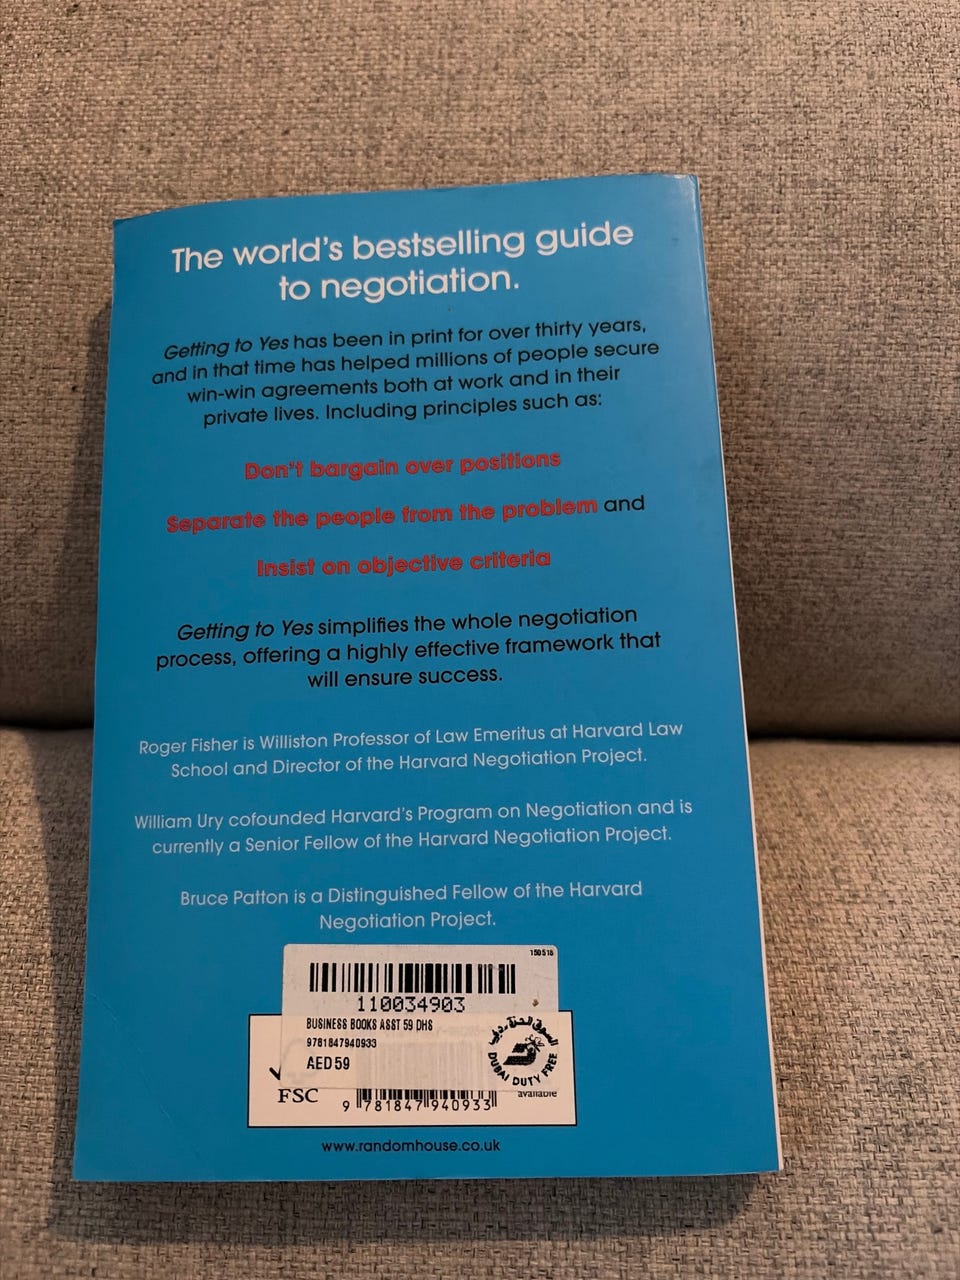 The world's bestselling guide
to negotiation.
Getting to Yes has been in print for over thirty years,
and in that time has helped millions of people secure
win-win agreements both at work and in their
private lives. Including principles such as:
Don't bargain over positions
Separate the people from the problem and
Insist on objective criteria
Getting to Yes simplifies the whole negotiation
process, offering a highly effective framework that
will ensure success.
Roger Fisher is Williston Professor of Law Emeritus at Harvard Law
School and Director of the Harvard Negotiation Project.
William Ury cofounded Harvard's Program on Negotiation and is
currently a Senior Fellow of the Harvard Negotiation Project.
Bruce Patton is a Distinguished Fellow of the Harvard
Negotiation Project.
150518
110034903
BUSINESS BOOKS ASST 59 DHS
9781847940933
AED 59
السوق الحرة دبي
DUBAI DUTY FREE
FSC
available
9 781847 940933
www.randomhouse.co.uk